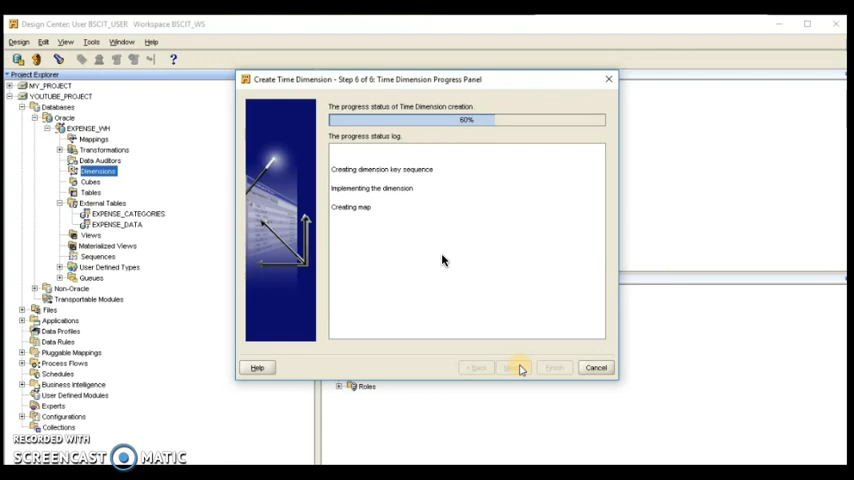 Design Center: User BSCIT_USER Workspace BSCIT_WS
Design Edit View Tools Window Help
Project Explorer
MY_PROJECT
YOUTUBE_PROJECT
Databases
Oracle
EXPENSE_WH
Mappings
Transformations
Data Auditors
Dimensions
Cubes
Tables
External Tables
EXPENSE_CATEGORIES
EXPENSE_DATA
Views
Materialized Views
Sequences
User Defined Types
Queues
Non-Oracle
Transportable Modules
Files
Applications
Data Profiles
Data Rules
Pluggable Mappings
Process Flows
Schedules
Business Intelligence
User Defined Modules
Experts
Configurations
Collections
Create Time Dimension - Step 6 of 6: Time Dimension Progress Panel
The progress status of Time Dimension creation.
60%
The progress status log.
Creating dimension key sequence
Implementing the dimension
Creating map
Help
< Back
Finish
Cancel
Roles
RECORDED WITH
SCREENCAST MATIC